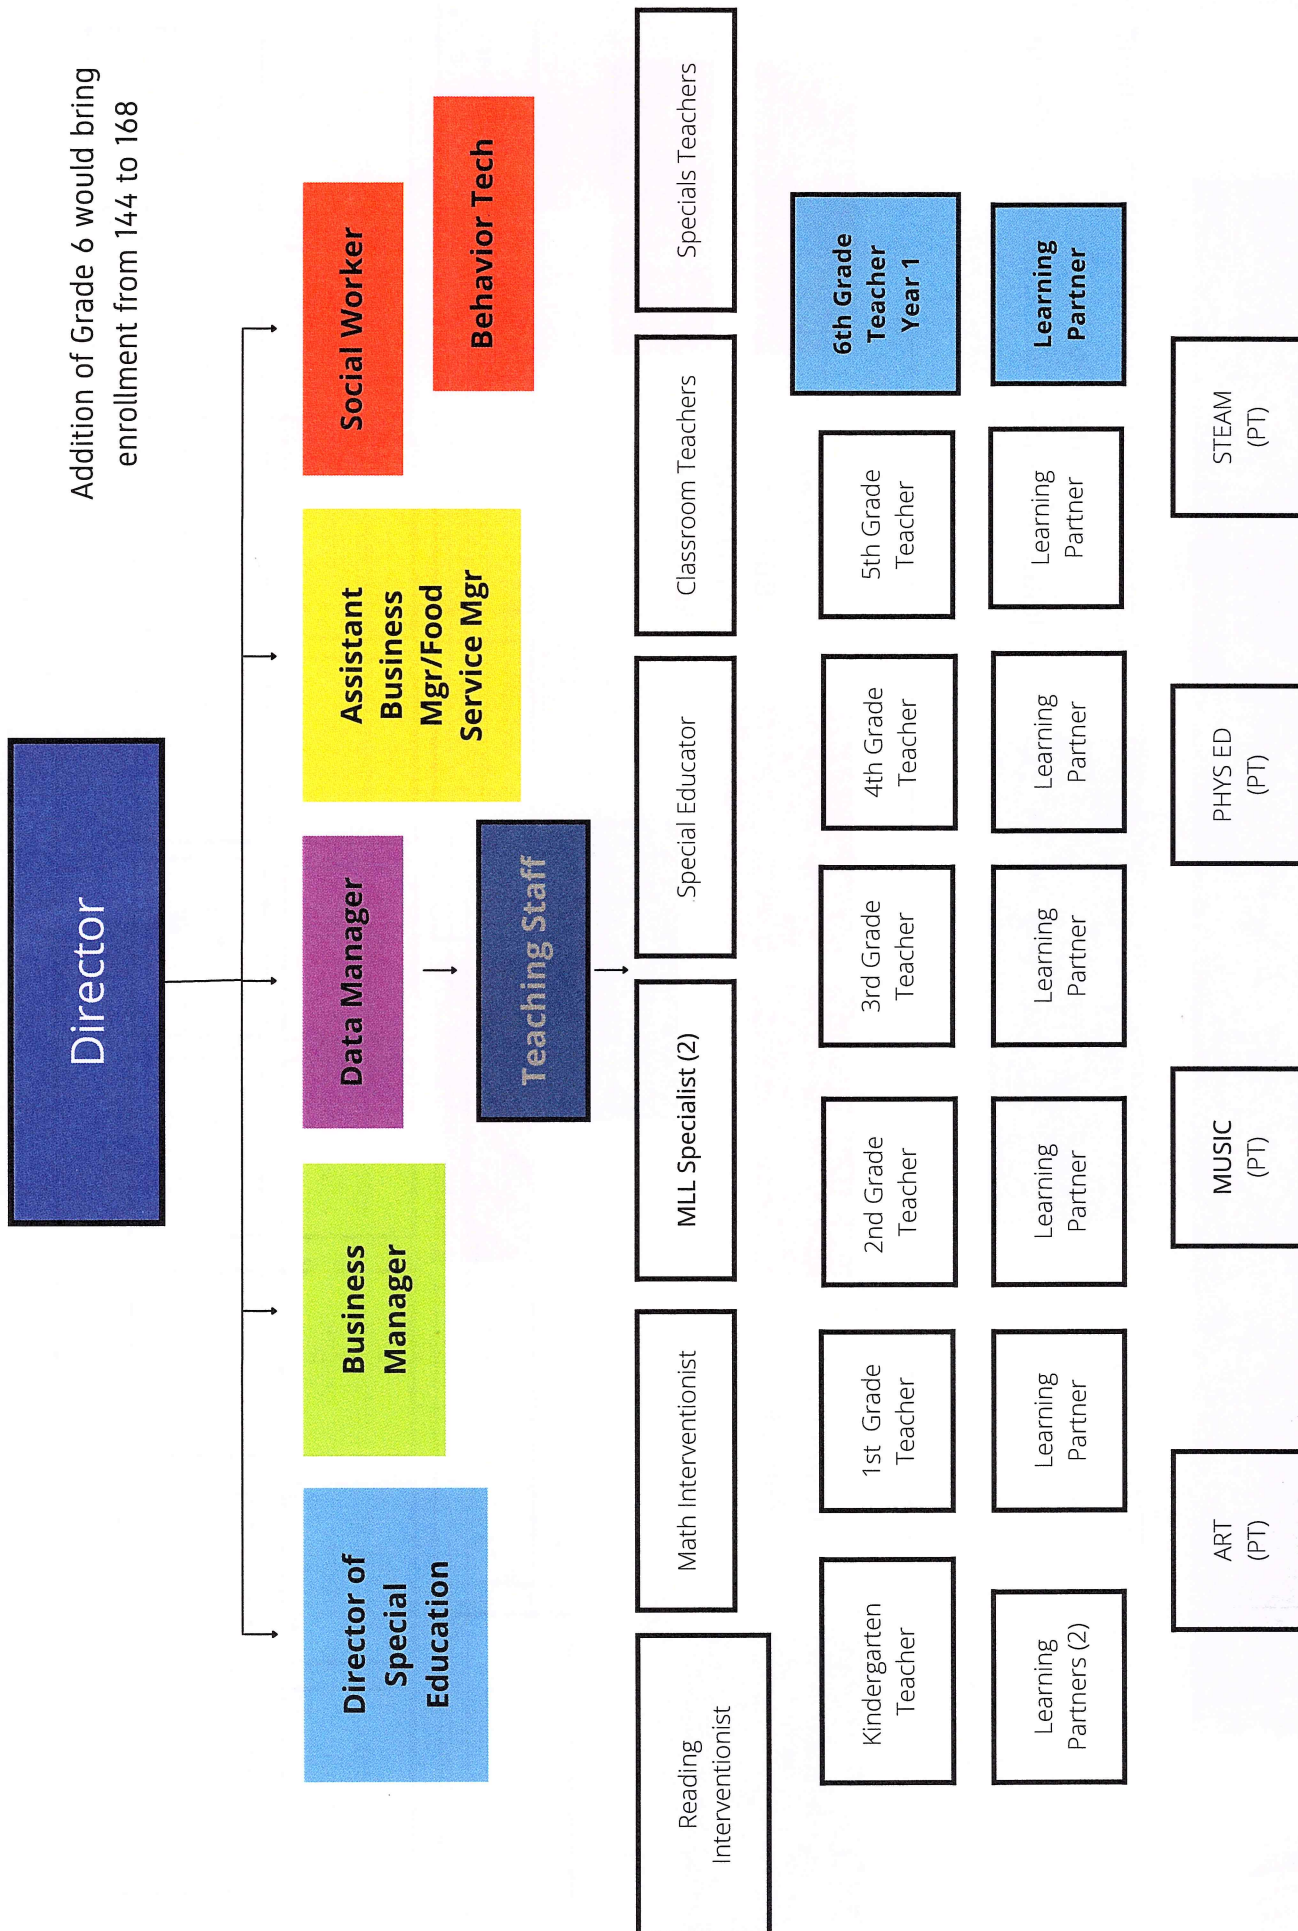 Addition of Grade 6 would bring
enrollment from 144 to 168
Director
Director of
Special
Education
Business
Manager
Data Manager
Assistant
Business
Mgr/Food
Service Mgr
Social Worker
Behavior Tech
Teaching Staff
Reading
Interventionist
Math Interventionist
MLL Specialist (2)
Special Educator
Classroom Teachers
Specials Teachers
Kindergarten
Teacher
1st Grade
Teacher
2nd Grade
Teacher
3rd Grade
Teacher
4th Grade
Teacher
5th Grade
Teacher
6th Grade
Teacher
Year 1
Learning
Partners (2)
Learning
Partner
Learning
Partner
Learning
Partner
Learning
Partner
Learning
Partner
Learning
Partner
ART
(PT)
MUSIC
(PT)
PHYS ED
(PT)
STEAM
(PT)